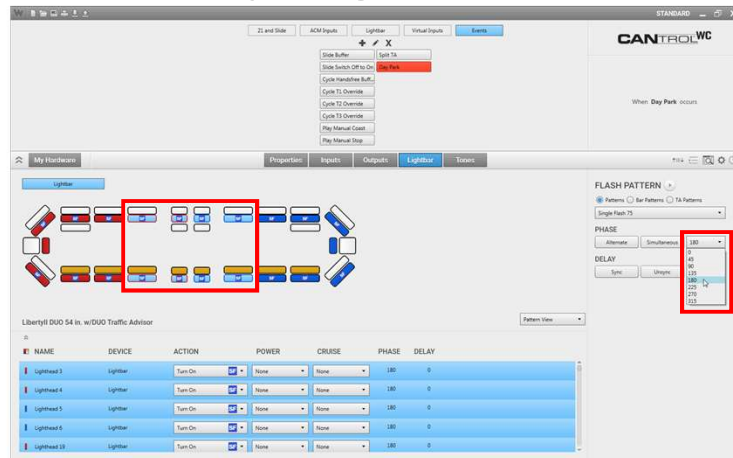 STANDARD
21 and Slide ACM Inputs Lightbar Virtual Inputs Events
CANTROLWC
Slide Buffer Split TA
Slide Switch Off to On Day Park
Cycle Handsfree Buff...
Cycle T1 Override
Cycle T2 Override
Cycle T3 Override
Play Manual Coast
Play Manual Stop
When Day Park occurs
My Hardware Properties Inputs Outputs Lightbar Tones
Lightbar
FLASH PATTERN
Patterns Bar Patterns TA Patterns
Single Flash 75
PHASE
Alternate Simultaneous 180
0
45
90
135
180
225
270
315
DELAY
Sync Unsync
LibertyII DUO 54 in. w/DUO Traffic Advisor
Pattern View
NAME DEVICE ACTION POWER CRUISE PHASE DELAY
Lighthead 3 Lightbar Turn On SF None None 180 0
Lighthead 4 Lightbar Turn On SF None None 180 0
Lighthead 5 Lightbar Turn On SF None None 180 0
Lighthead 6 Lightbar Turn On SF None None 180 0
Lighthead 19 Lightbar Turn On SF None None 180 0